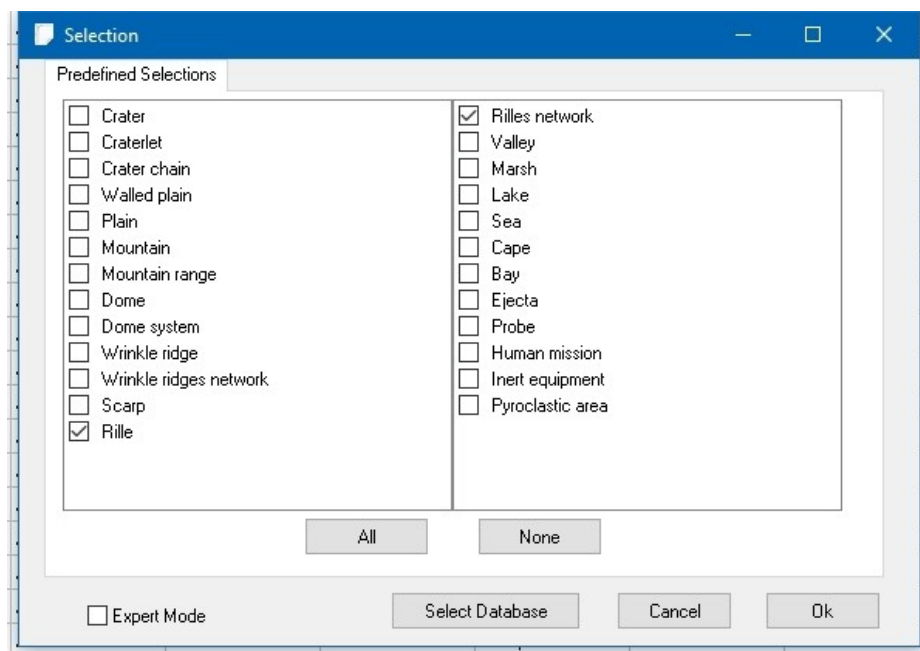 Selection
Predefined Selections
Crater
Craterlet
Crater chain
Walled plain
Plain
Mountain
Mountain range
Dome
Dome system
Wrinkle ridge
Wrinkle ridges network
Scarp
Rille
Rilles network
Valley
Marsh
Lake
Sea
Cape
Bay
Ejecta
Probe
Human mission
Inert equipment
Pyroclastic area
All
None
Expert Mode
Select Database
Cancel
Ok